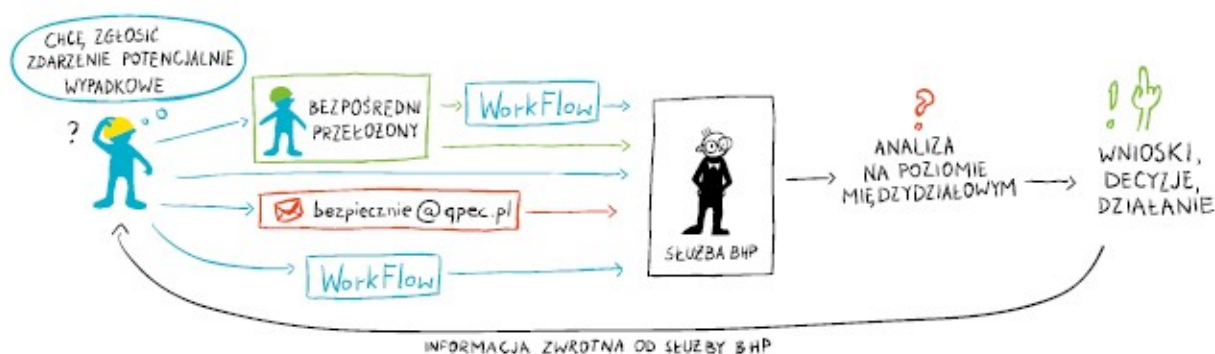 CHCĘ ZGŁOSIĆ
ZDARZENIE POTENCJALNIE
WYPADKOWE
?
BEZPOŚREDNI
PRZEŁOŻONY
WorkFlow
bezpiecznie@gpec.pl
WorkFlow
SŁUŻBA BHP
?
ANALIZA
NA POZIOMIE
MIĘDZYDZIAŁOWYM
!
WNIOSKI,
DECYZJE,
DZIAŁANIE
INFORMACJA ZWROTNA OD SŁUŻBY BHP